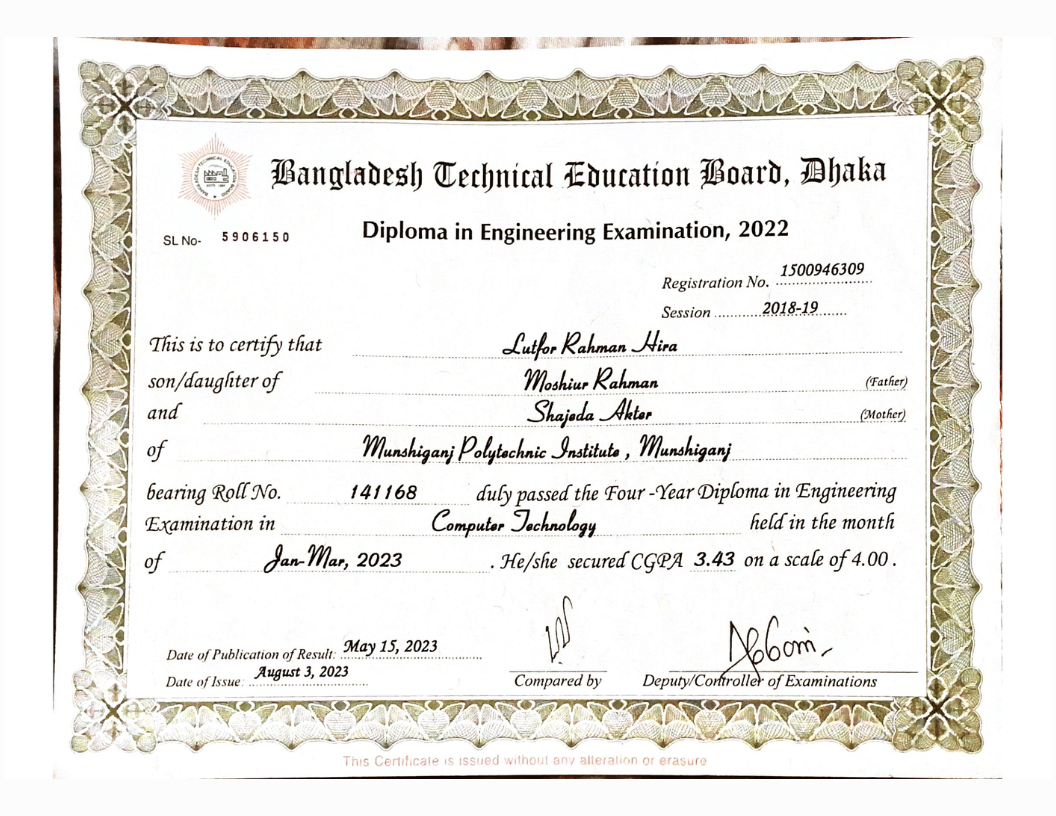 Bangladesh Technical Education Board, Dhaka
SL No- 5906150
Diploma in Engineering Examination, 2022
Registration No. 1500946309
Session 2018-19
This is to certify that Lutfor Rahman Hira
son/daughter of Moshiur Rahman (Father)
and Shajeda Akter (Mother)
of Munshiganj Polytechnic Institute, Munshiganj
bearing Roll No. 141168 duly passed the Four-Year Diploma in Engineering
Examination in Computer Technology held in the month
of Jan-Mar, 2023. He/she secured CGPA 3.43 on a scale of 4.00.
Date of Publication of Result: May 15, 2023
Date of Issue: August 3, 2023
Compared by
Deputy/Controller of Examinations
This Certificate is issued without any alteration or erasure